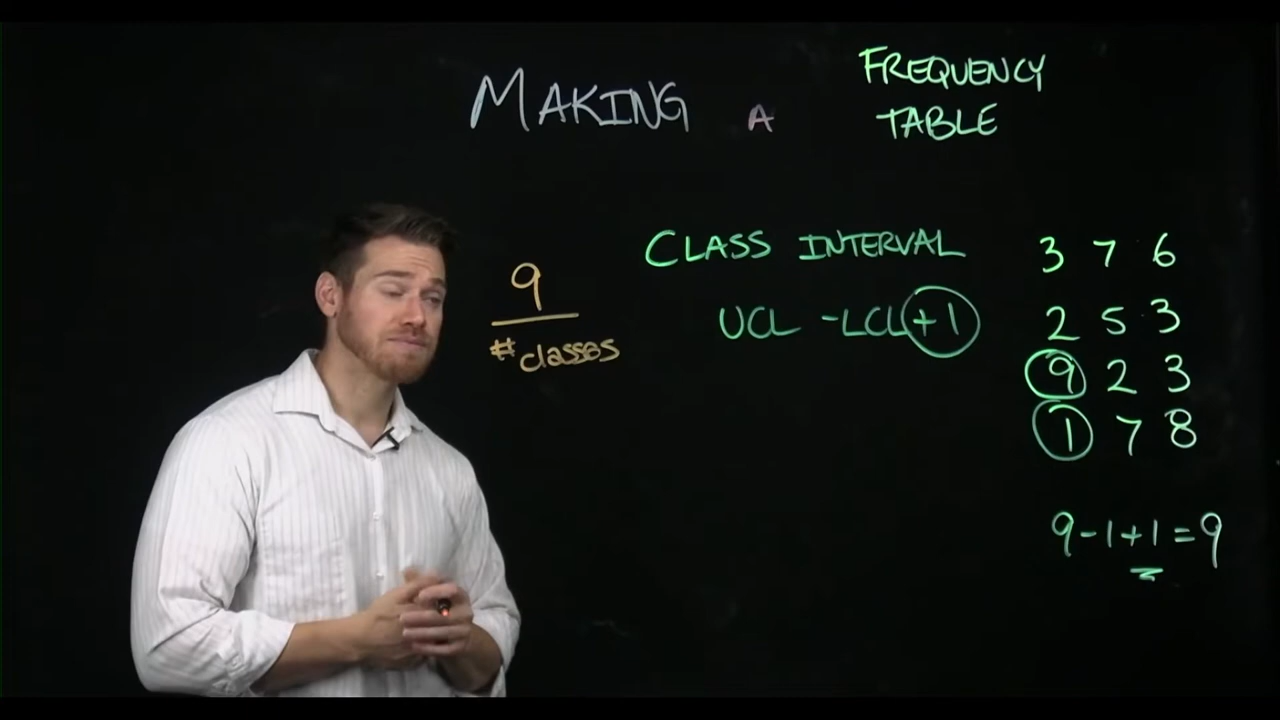 MAKING A FREQUENCY
TABLE
9
# classes
CLASS INTERVAL
UCL - LCL + 1
3 7 6
2 5 3
9 2 3
1 7 8
9 - 1 + 1 = 9